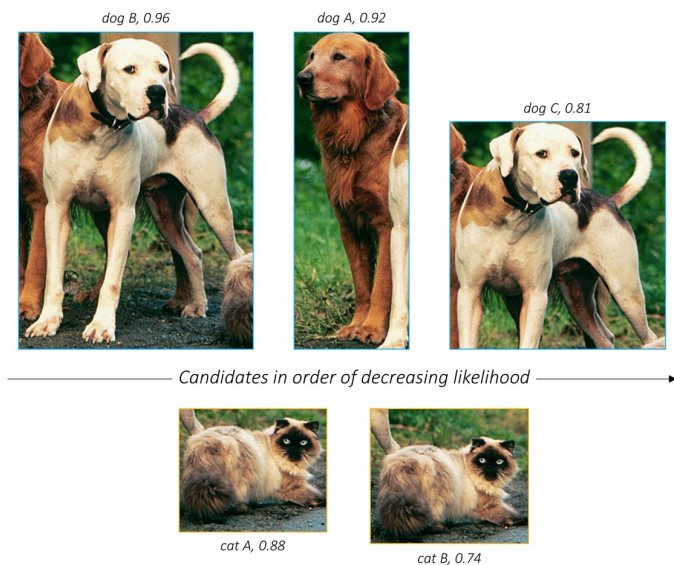 dog B, 0.96
dog A, 0.92
dog C, 0.81
Candidates in order of decreasing likelihood
cat A, 0.88
cat B, 0.74